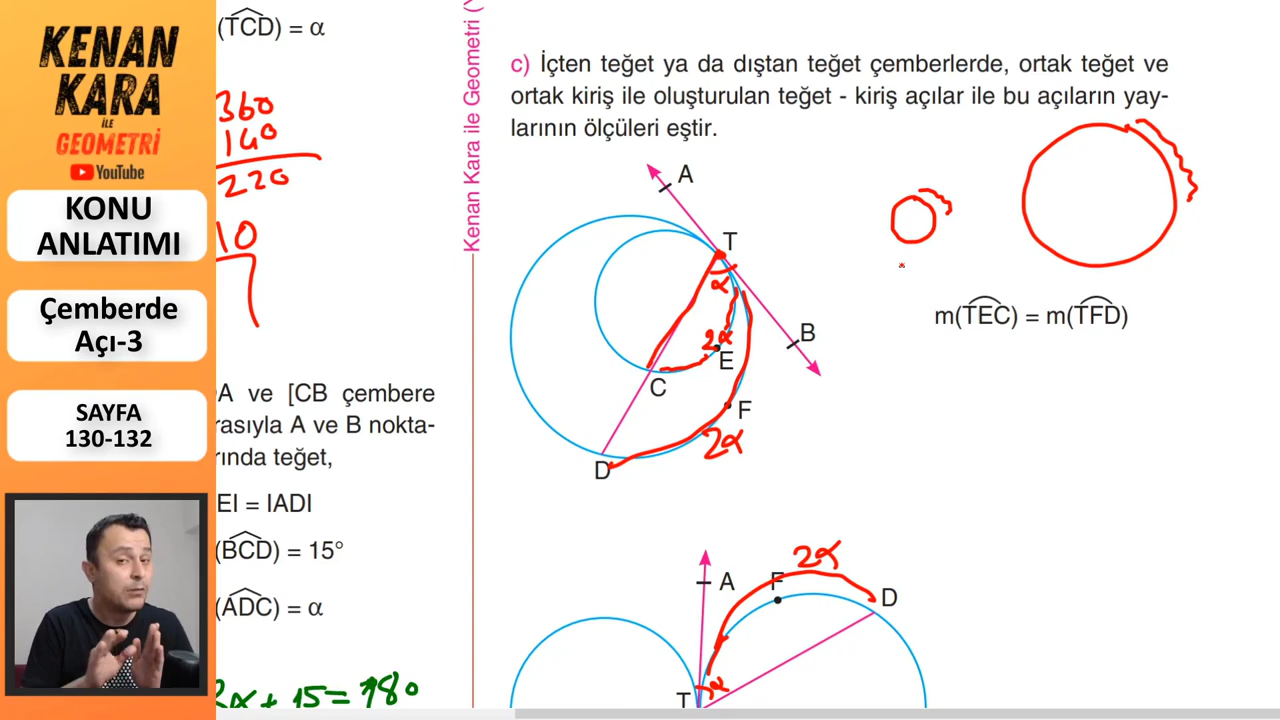 KENAN
KARA
İLE
GEOMETRİ
YouTube
KONU
ANLATIMI
Çemberde
Açı-3
SAYFA
130-132
(TCD) = α
360
140
220
10
A ve [CB çembere
rasıyla A ve B nokta-
rında teğet,
EI = IADI
(BCD) = 15°
(ADC) = α
α + 15 = 180
Kenan Kara ile Geometri (
c) İçten teğet ya da dıştan teğet çemberlerde, ortak teğet ve
ortak kiriş ile oluşturulan teğet - kiriş açılar ile bu açıların yay-
larının ölçüleri eştir.
A
T
α
B
2α
E
C
F
2α
D
m(TEC) = m(TFD)
2α
A
F
D
T
α